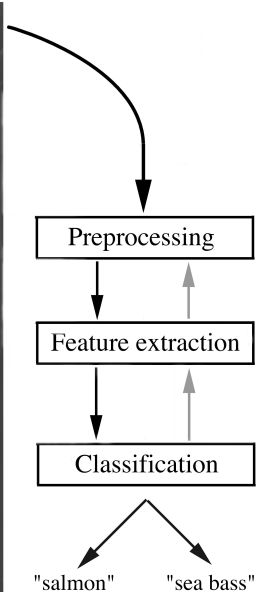 Preprocessing
Feature extraction
Classification
"salmon" "sea bass"